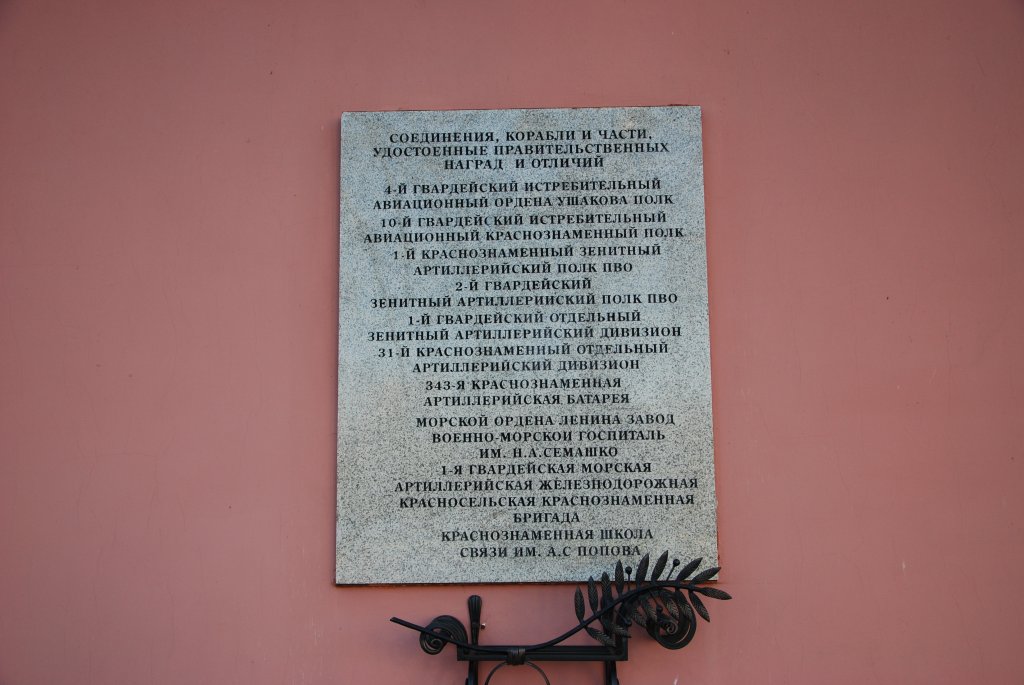 СОЕДИНЕНИЯ, КОРАБЛИ И ЧАСТИ,
УДОСТОЕННЫЕ ПРАВИТЕЛЬСТВЕННЫХ
НАГРАД И ОТЛИЧИЙ
4-Й ГВАРДЕЙСКИЙ ИСТРЕБИТЕЛЬНЫЙ
АВИАЦИОННЫЙ ОРДЕНА УШАКОВА ПОЛК
10-Й ГВАРДЕЙСКИЙ ИСТРЕБИТЕЛЬНЫЙ
АВИАЦИОННЫЙ КРАСНОЗНАМЕННЫЙ ПОЛК
1-Й КРАСНОЗНАМЕННЫЙ ЗЕНИТНЫЙ
АРТИЛЛЕРИЙСКИЙ ПОЛК ПВО
2-Й ГВАРДЕЙСКИЙ
ЗЕНИТНЫЙ АРТИЛЛЕРИИСКИЙ ПОЛК ПВО
1-Й ГВАРДЕЙСКИЙ ОТДЕЛЬНЫЙ
ЗЕНИТНЫЙ АРТИЛЛЕРИЙСКИЙ ДИВИЗИОН
31-Й КРАСНОЗНАМЕННЫЙ ОТДЕЛЬНЫЙ
АРТИЛЛЕРИЙСКИЙ ДИВИЗИОН
343-Я КРАСНОЗНАМЕННАЯ
АРТИЛЛЕРИЙСКАЯ БАТАРЕЯ
МОРСКОЙ ОРДЕНА ЛЕНИНА ЗАВОД
ВОЕННО-МОРСКОИ ГОСПИТАЛЬ
ИМ. Н.А.СЕМАШКО
1-Я ГВАРДЕЙСКАЯ МОРСКАЯ
АРТИЛЛЕРИЙСКАЯ ЖЕЛЕЗНОДОРОЖНАЯ
КРАСНОСЕЛЬСКАЯ КРАСНОЗНАМЕННАЯ
БРИГАДА
КРАСНОЗНАМЕННАЯ ШКОЛА
СВЯЗИ ИМ. А.С ПОПОВА